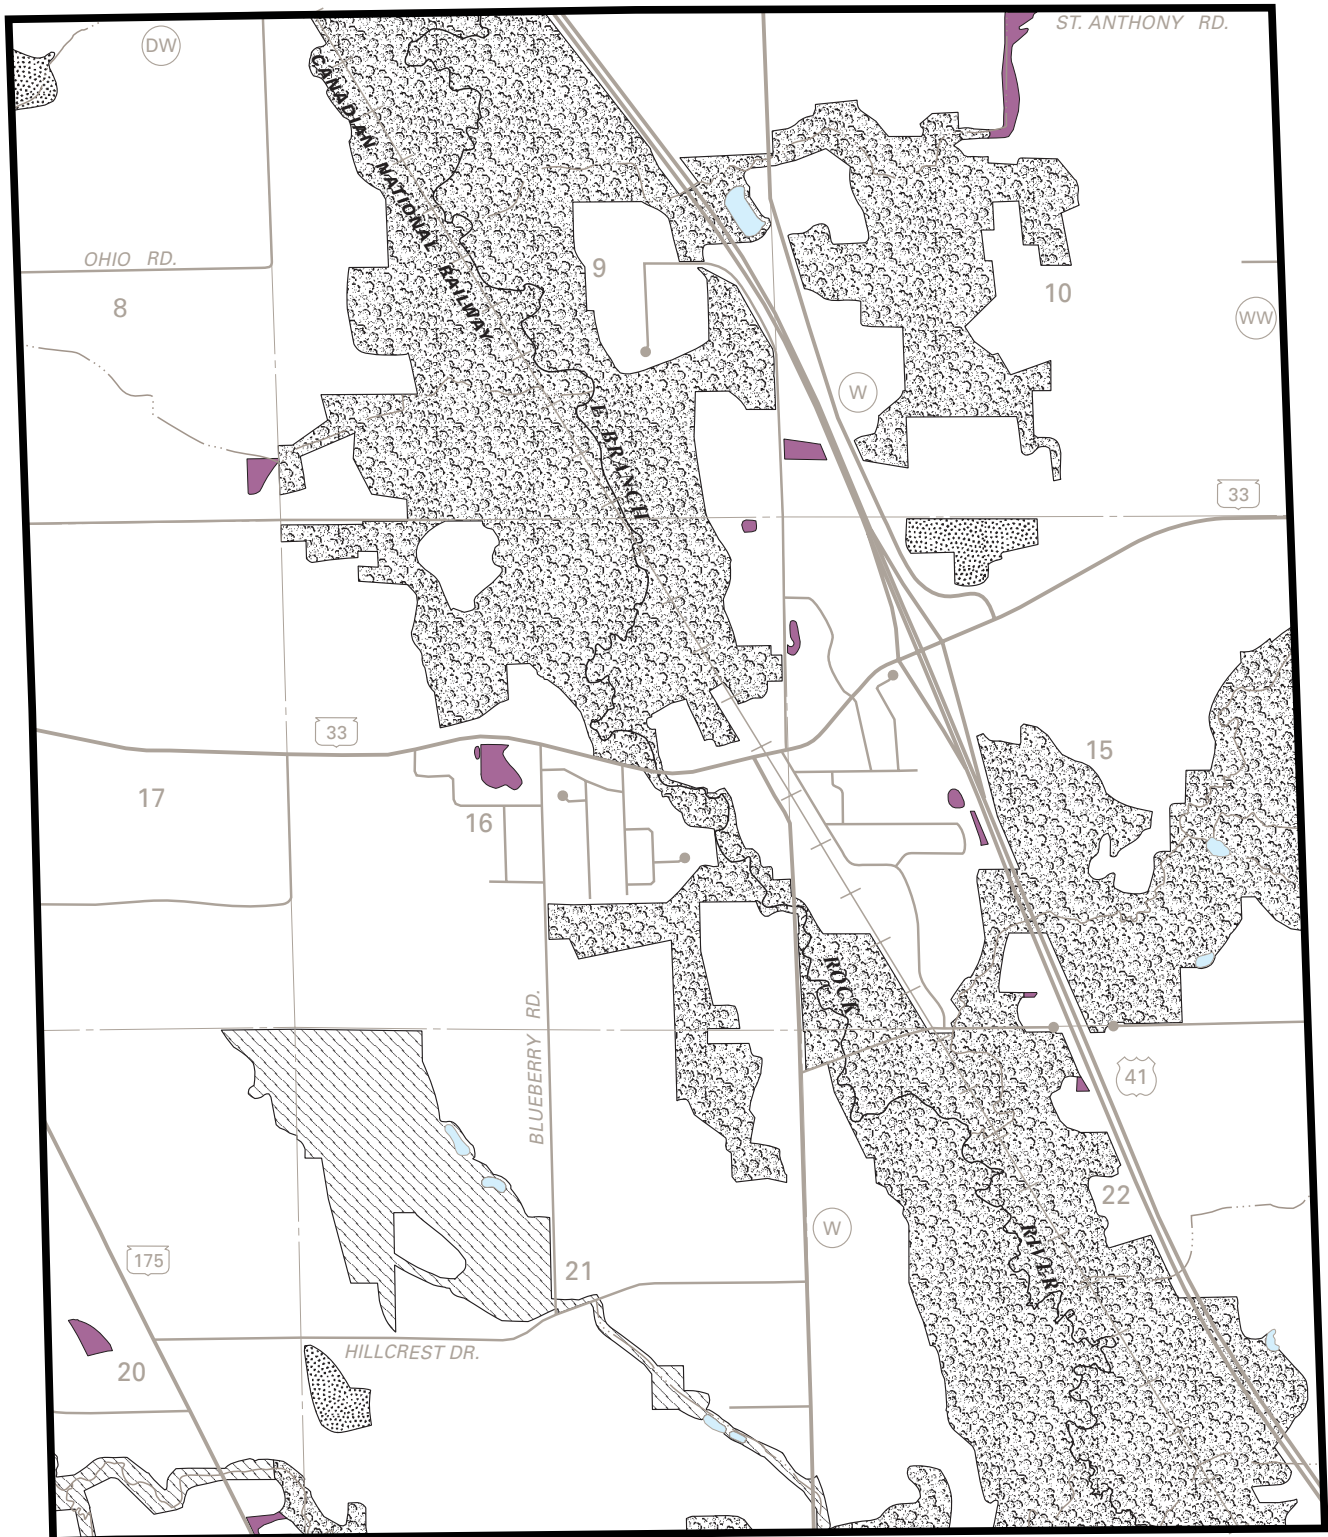 ST. ANTHONY RD.
DW
CANADIAN NATIONAL RAILWAY
OHIO RD.
9
8
10
WW
W
E BRANCH
33
33
15
17
16
ROCK
BLUEBERRY RD.
41
22
W
RIVER
175
21
HILLCREST DR.
20